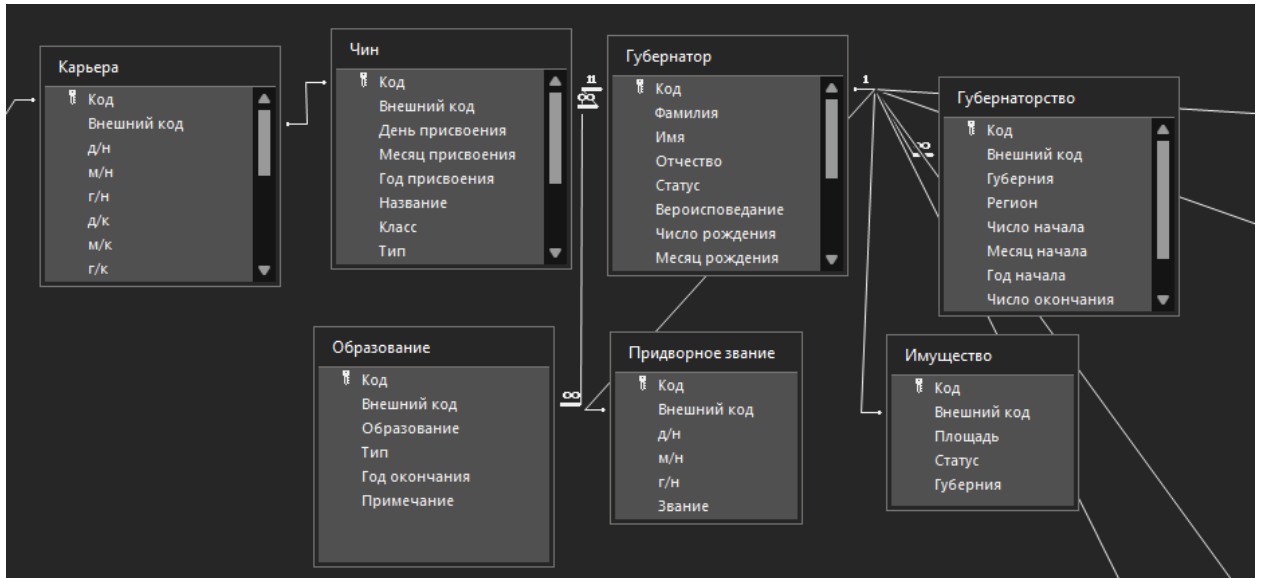 Карьера
Код
Внешний код
д/н
м/н
г/н
д/к
м/к
г/к
Чин
Код
Внешний код
День присвоения
Месяц присвоения
Год присвоения
Название
Класс
Тип
Губернатор
Код
Фамилия
Имя
Отчество
Статус
Вероисповедание
Число рождения
Месяц рождения
1
1
∞
∞
1
∞
∞
Губернаторство
Код
Внешний код
Губерния
Регион
Число начала
Месяц начала
Год начала
Число окончания
Образование
Код
Внешний код
Образование
Тип
Год окончания
Примечание
Придворное звание
Код
Внешний код
д/н
м/н
г/н
Звание
Имущество
Код
Внешний код
Площадь
Статус
Губерния